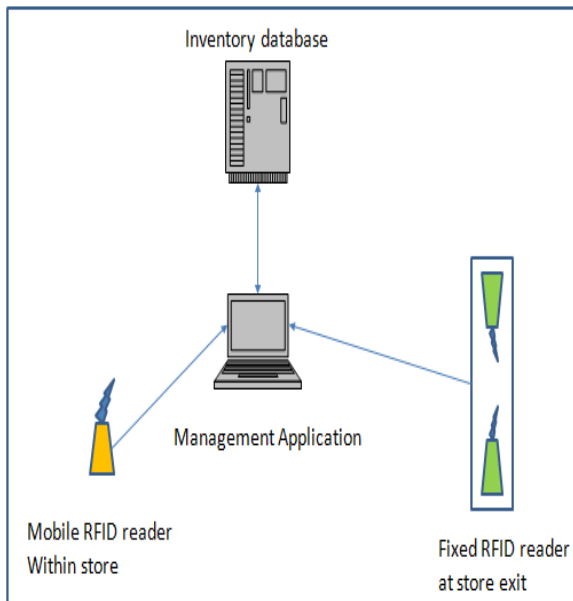 Inventory database
Management Application
Mobile RFID reader
Within store
Fixed RFID reader
at store exit